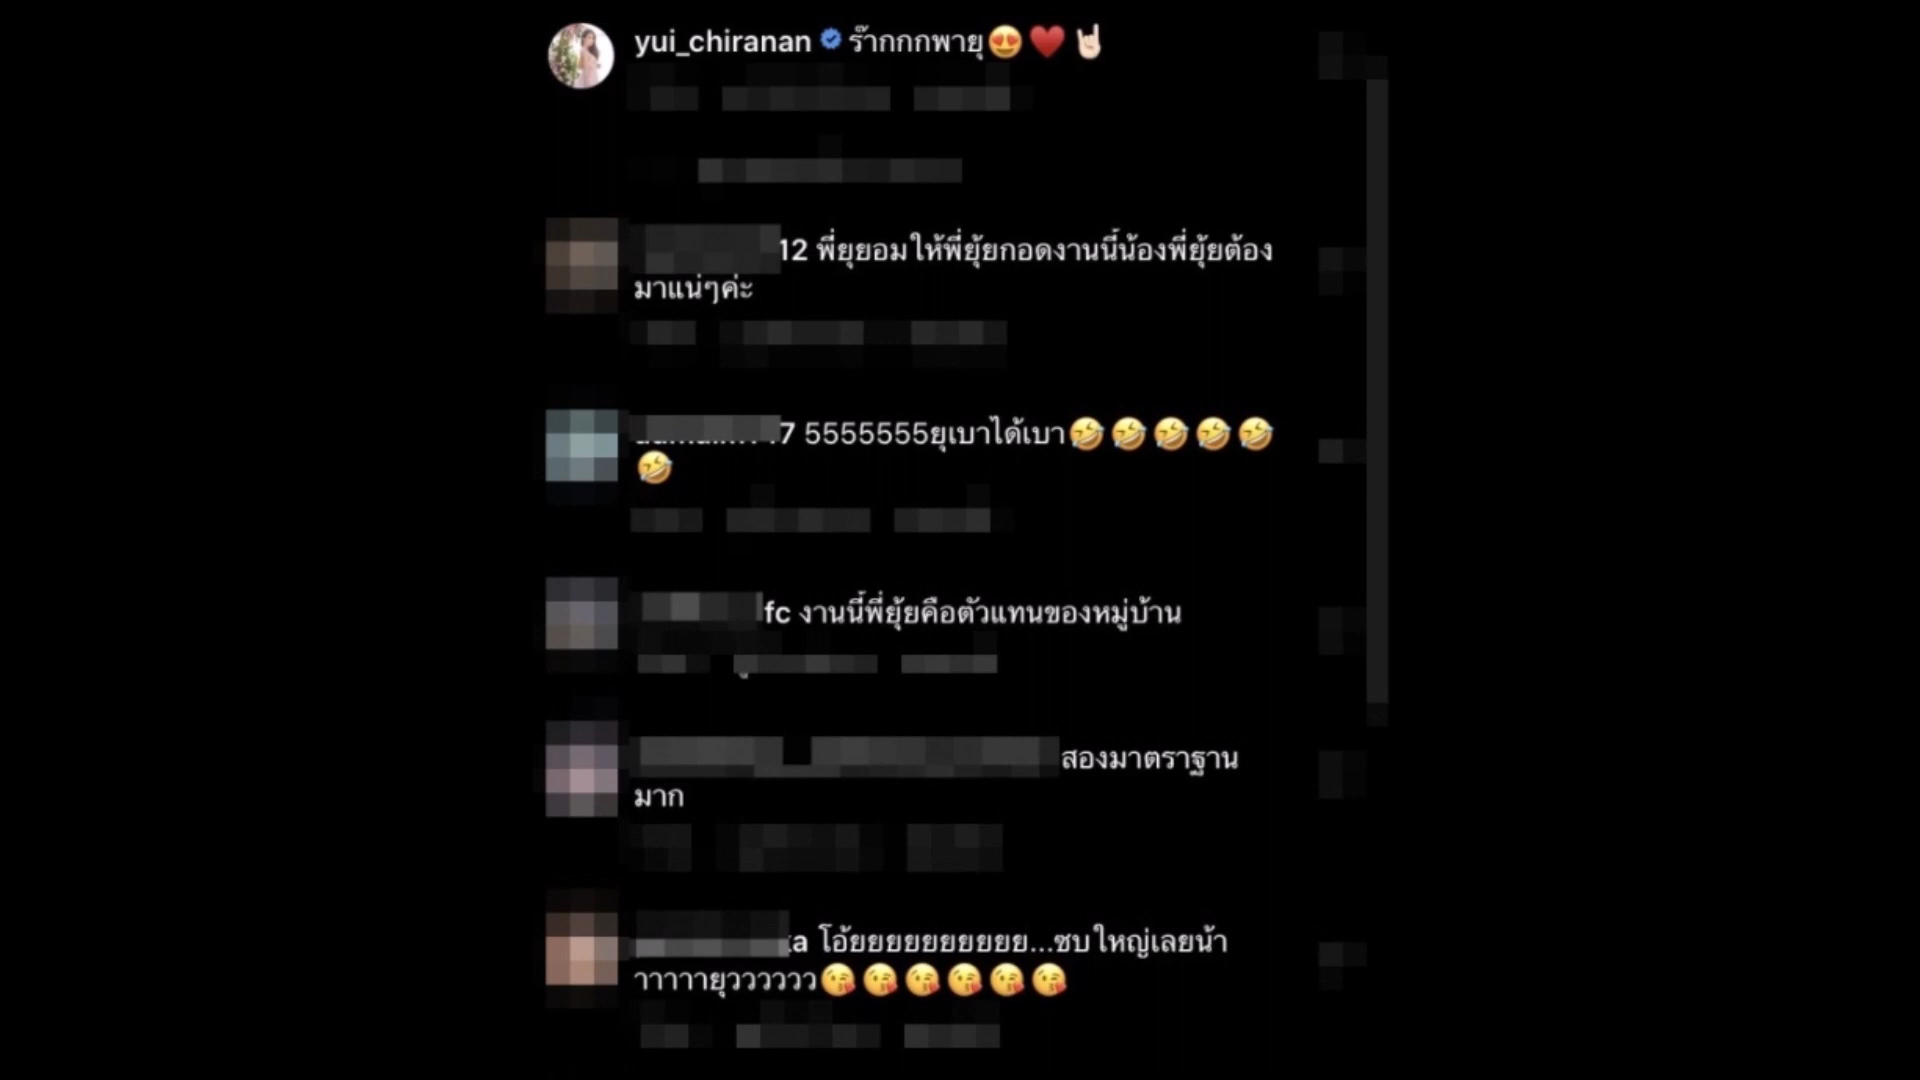 yui_chiranan ร๊ากกกพายุ😍❤️🤘🏻
12 พี่ยุยอมให้พี่ยุ้ยกอดงานนี้น้องพี่ยุ้ยต้อง
มาแน่ๆค่ะ
7 5555555ยุเบาได้เบา🤣🤣🤣🤣🤣
🤣
fc งานนี้พี่ยุ้ยคือตัวแทนของหมู่บ้าน
สองมาตราฐาน
มาก
ka โอ้ยยยยยยยยยย...ซบใหญ่เลยน้า
าาาาายุวววววว😘😘😘😘😘😘